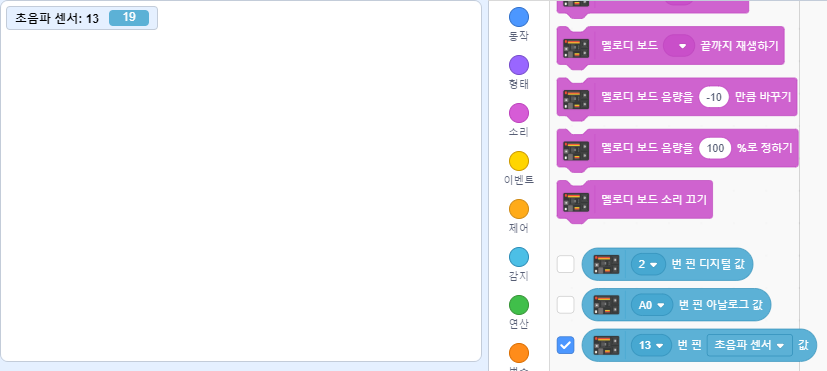 초음파 센서: 13 19
동작
형태
소리
이벤트
제어
감지
연산
멜로디 보드 끝까지 재생하기
멜로디 보드 음량을 -10 만큼 바꾸기
멜로디 보드 음량을 100 %로 정하기
멜로디 보드 소리 끄기
2 번 핀 디지털 값
A0 번 핀 아날로그 값
13 번 핀 초음파 센서 값